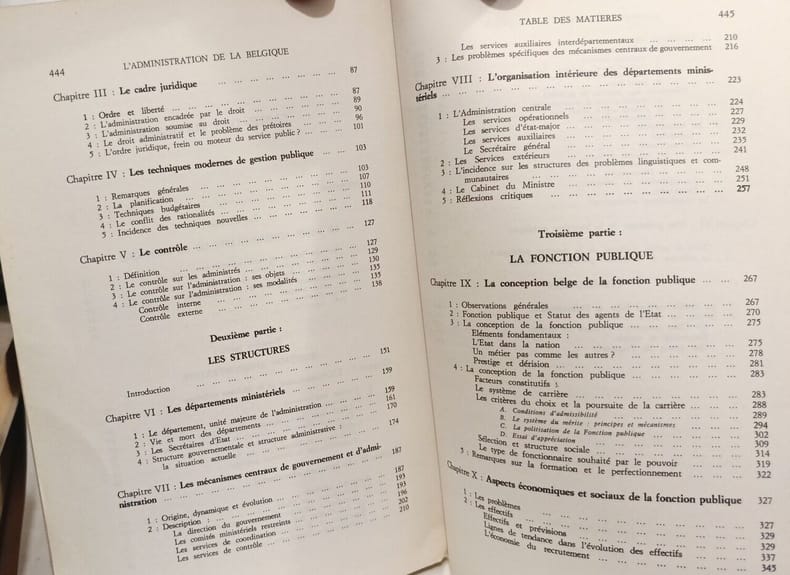 444
L'ADMINISTRATION DE LA BELGIQUE
Chapitre III : Le cadre juridique ... ... ... ... ... ... ... 87
1 : Ordre et liberté ... ... ... ... ... ... ... 87
2 : L'administration encadrée par le droit ... ... ... ... 89
3 : L'administration soumise au droit ... ... ... ... 90
4 : Le droit administratif et le problème des prétoires ... ... 96
5 : L'ordre juridique, frein ou moteur du service public ? ... ... 101
Chapitre IV : Les techniques modernes de gestion publique ... ... 103
1 : Remarques générales ... ... ... ... ... ... 103
2 : La planification ... ... ... ... ... ... 107
3 : Techniques budgétaires ... ... ... ... ... ... 110
4 : Le conflit des rationalités ... ... ... ... ... 111
5 : Incidence des techniques nouvelles ... ... ... ... 118
Chapitre V : Le contrôle ... ... ... ... ... ... ... 127
1 : Définition ... ... ... ... ... ... ... 127
2 : Le contrôle sur les administrés ... ... ... ... 129
3 : Le contrôle sur l'administration : ses objets ... ... ... 130
4 : Le contrôle sur l'administration : ses modalités ... ... ... 135
Contrôle interne ... ... ... ... ... ... 135
Contrôle externe ... ... ... ... ... ... 138
Deuxième partie :
LES STRUCTURES
Introduction ... ... ... ... ... ... ... ... 151
Chapitre VI : Les départements ministériels ... ... ... ... 159
1 : Le département, unité majeure de l'administration ... ... 159
2 : Vie et mort des départements ... ... ... ... 161
3 : Les Secrétaires d'Etat ... ... ... ... ... 170
4 : Structure gouvernementale et structure administrative :
la situation actuelle ... ... ... ... ... 174
Chapitre VII : Les mécanismes centraux de gouvernement et d'admi-
nistration ... ... ... ... ... ... ... ... 187
1 : Origine, dynamique et évolution ... ... ... ... 187
2 : Description : ... ... ... ... ... ... 193
La direction du gouvernement ... ... ... ... 193
Les comités ministériels restreints ... ... ... ... 196
Les services de coordination ... ... ... ... 202
Les services de contrôle ... ... ... ... ... 210
TABLE DES MATIERES
445
Les services auxiliaires interdépartementaux ... ... ... 210
3 : Les problèmes spécifiques des mécanismes centraux de gouvernement 216
Chapitre VIII : L'organisation intérieure des départements minis-
tériels ... ... ... ... ... ... ... ... 223
1 : L'Administration centrale ... ... ... ... ... 224
Les services opérationnels ... ... ... ... ... 227
Les services d'état-major ... ... ... ... ... 229
Les services auxiliaires ... ... ... ... ... 232
Le Secrétaire général ... ... ... ... ... 235
2 : Les Services extérieurs ... ... ... ... ... 241
3 : L'incidence sur les structures des problèmes linguistiques et com-
munautaires ... ... ... ... ... ... ... 248
4 : Le Cabinet du Ministre ... ... ... ... ... 251
5 : Réflexions critiques ... ... ... ... ... ... 257
Troisième partie :
LA FONCTION PUBLIQUE
Chapitre IX : La conception belge de la fonction publique ... ... 267
1 : Observations générales ... ... ... ... ... 267
2 : Fonction publique et Statut des agents de l'Etat ... ... ... 270
3 : La conception de la fonction publique ... ... ... ... 275
Eléments fondamentaux :
L'Etat dans la nation ... ... ... ... ... 275
Un métier pas comme les autres ? ... ... ... ... 278
Prestige et dérision ... ... ... ... ... 281
4 : La conception de la fonction publique ... ... ... ... 283
Facteurs constitutifs :
Le système de carrière ... ... ... ... ... 283
Les critères du choix et la poursuite de la carrière ... ... ... 288
A. Conditions d'admissibilité ... ... ... ... 289
B. Le système du mérite : principes et mécanismes ... ... 294
C. La politisation de la Fonction publique ... ... ... 302
D. Essai d'appréciation ... ... ... ... 309
Sélection et structure sociale ... ... ... ... 314
Le type de fonctionnaire souhaité par le pouvoir ... ... ... 319
5 : Remarques sur la formation et le perfectionnement ... ... ... 322
Chapitre X : Aspects économiques et sociaux de la fonction publique 327
1 : Les problèmes ... ... ... ... ... ... 327
2 : Les effectifs ... ... ... ... ... ... 329
Effectifs et prévisions ... ... ... ... ... 329
Lignes de tendance dans l'évolution des effectifs ... ... ... 337
L'économie du recrutement ... ... ... ... ... 345